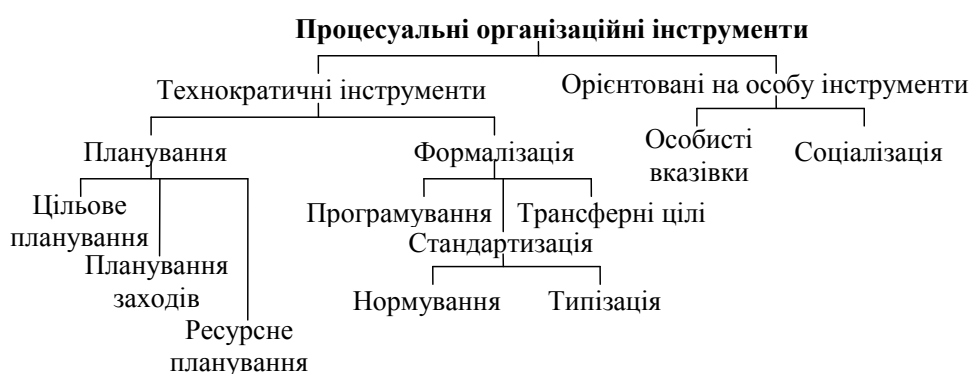 Процесуальні організаційні інструменти
Технократичні інструменти
Орієнтовані на особу інструменти
Планування
Формалізація
Особисті
вказівки
Соціалізація
Цільове
планування
Програмування
Трансферні цілі
Стандартизація
Планування
заходів
Нормування
Типізація
Ресурсне
планування